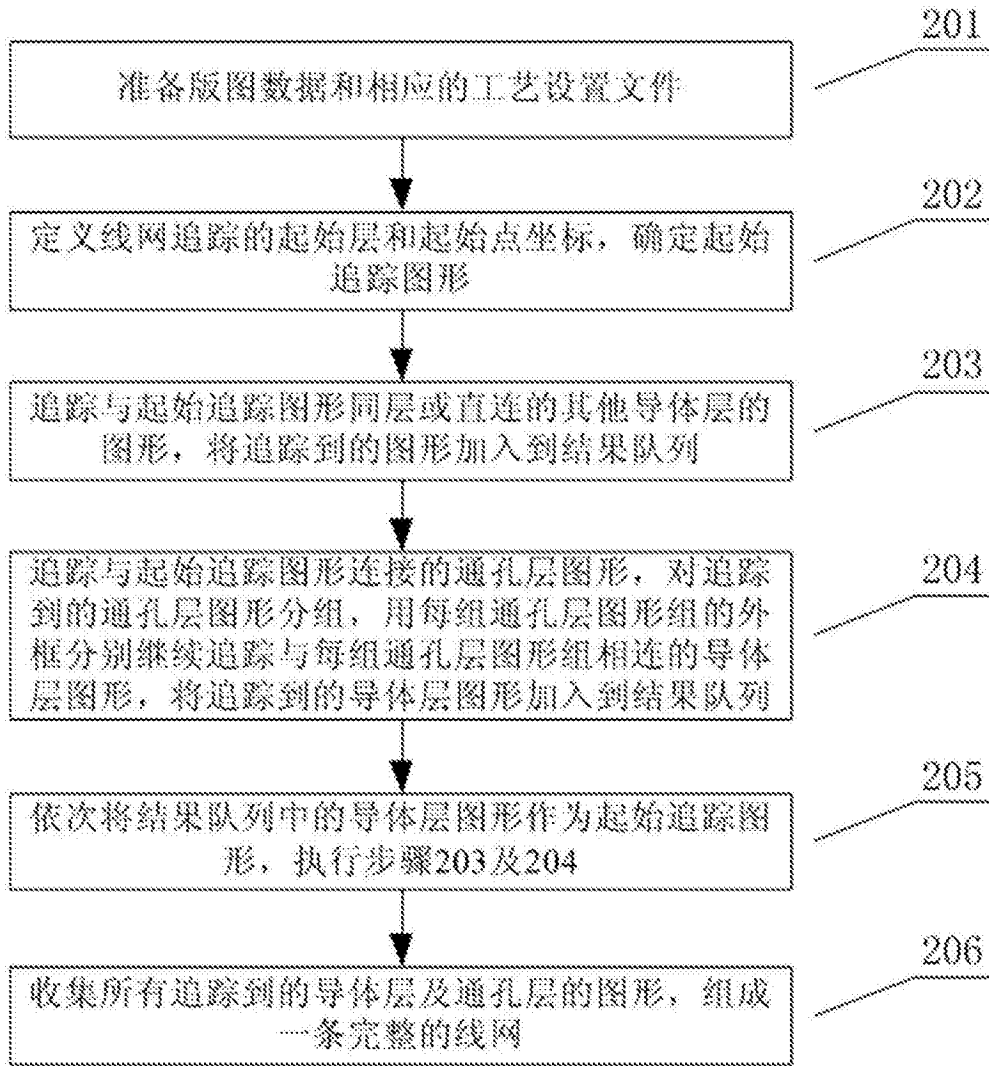 201
准备版图数据和相应的工艺设置文件
202
定义线网追踪的起始层和起始点坐标，确定起始
追踪图形
203
追踪与起始追踪图形同层或直连的其他导体层的
图形，将追踪到的图形加入到结果队列
204
追踪与起始追踪图形连接的通孔层图形，对追踪
到的通孔层图形分组，用每组通孔层图形组的外
框分别继续追踪与每组通孔层图形组相连的导体
层图形，将追踪到的导体层图形加入到结果队列
205
依次将结果队列中的导体层图形作为起始追踪图
形，执行步骤203及204
206
收集所有追踪到的导体层及通孔层的图形，组成
一条完整的线网